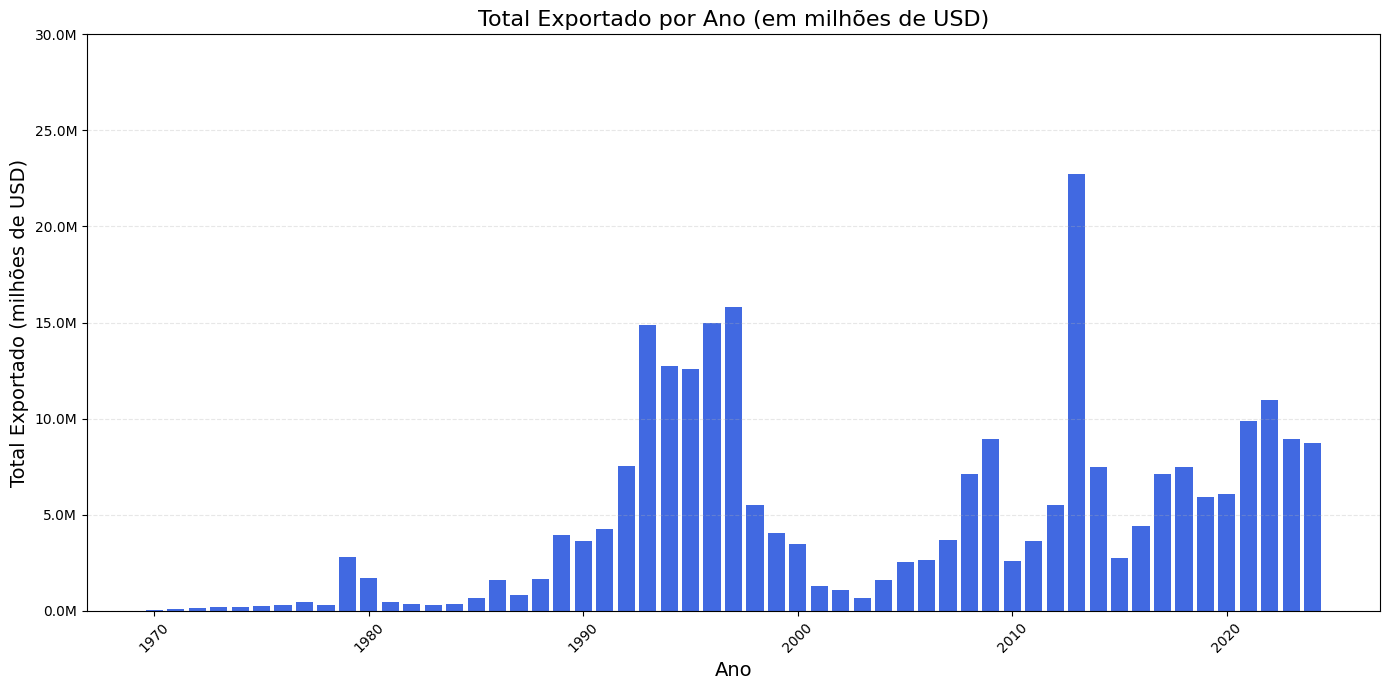 Total Exportado por Ano (em milhões de USD)
Total Exportado (milhões de USD)
30.0M
25.0M
20.0M
15.0M
10.0M
5.0M
0.0M
1970
1980
1990
2000
2010
2020
Ano